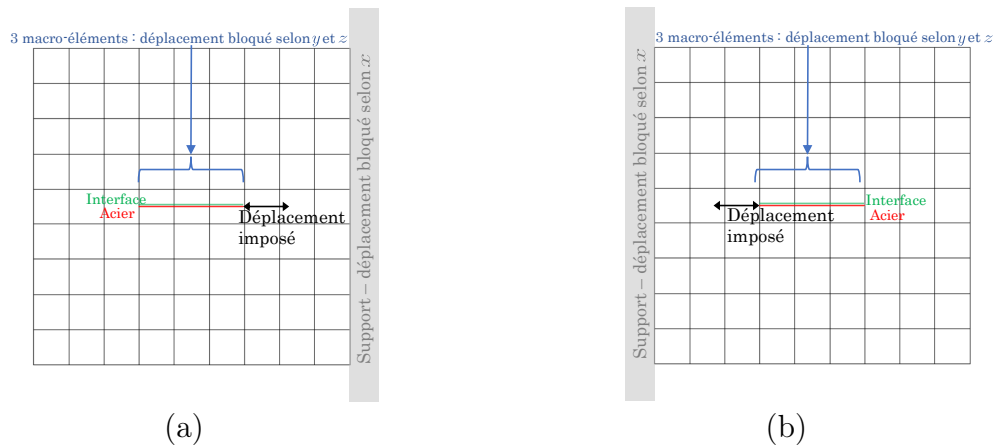 3 macro-éléments : déplacement bloqué selon y et z
Interface
Acier
Déplacement
imposé
Support – déplacement bloqué selon x
(a)
3 macro-éléments : déplacement bloqué selon y et z
Support – déplacement bloqué selon x
Interface
Acier
Déplacement
imposé
(b)